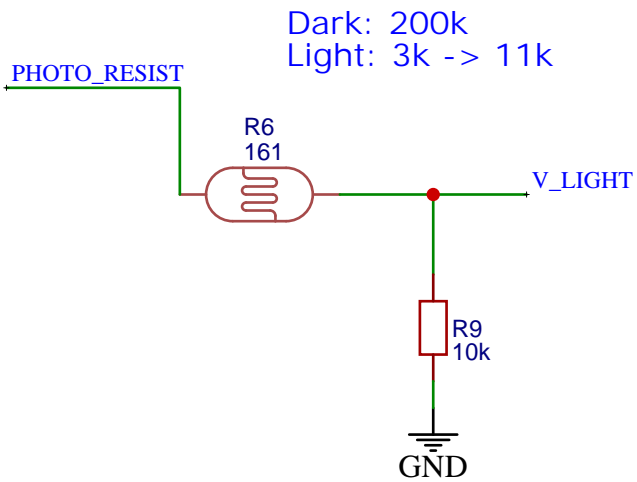 Dark: 200k
Light: 3k -> 11k
PHOTO_RESIST
R6
161
V_LIGHT
R9
10k
GND